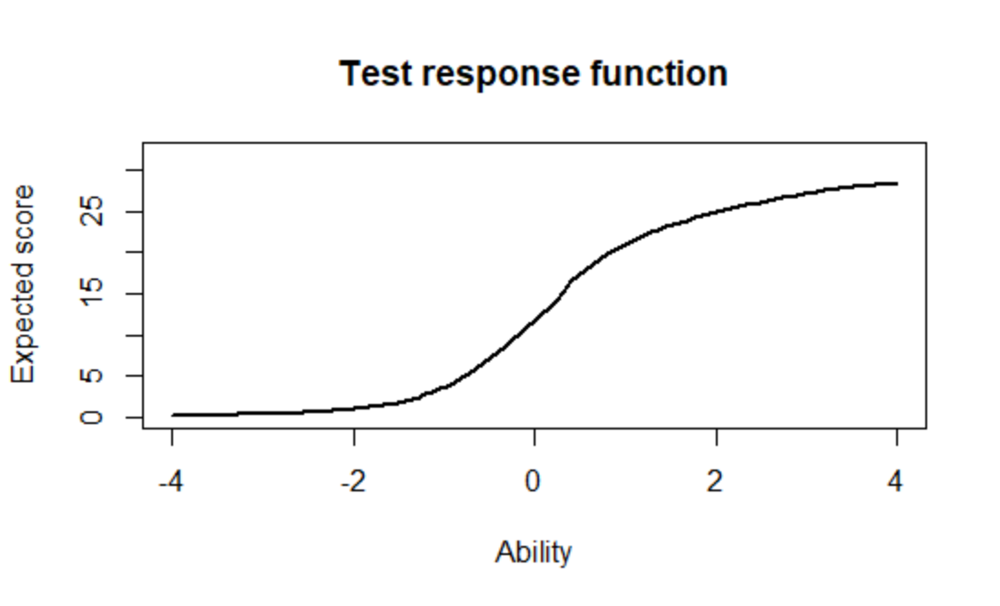 Test response function
Expected score
25
15
5
0
-4 -2 0 2 4
Ability